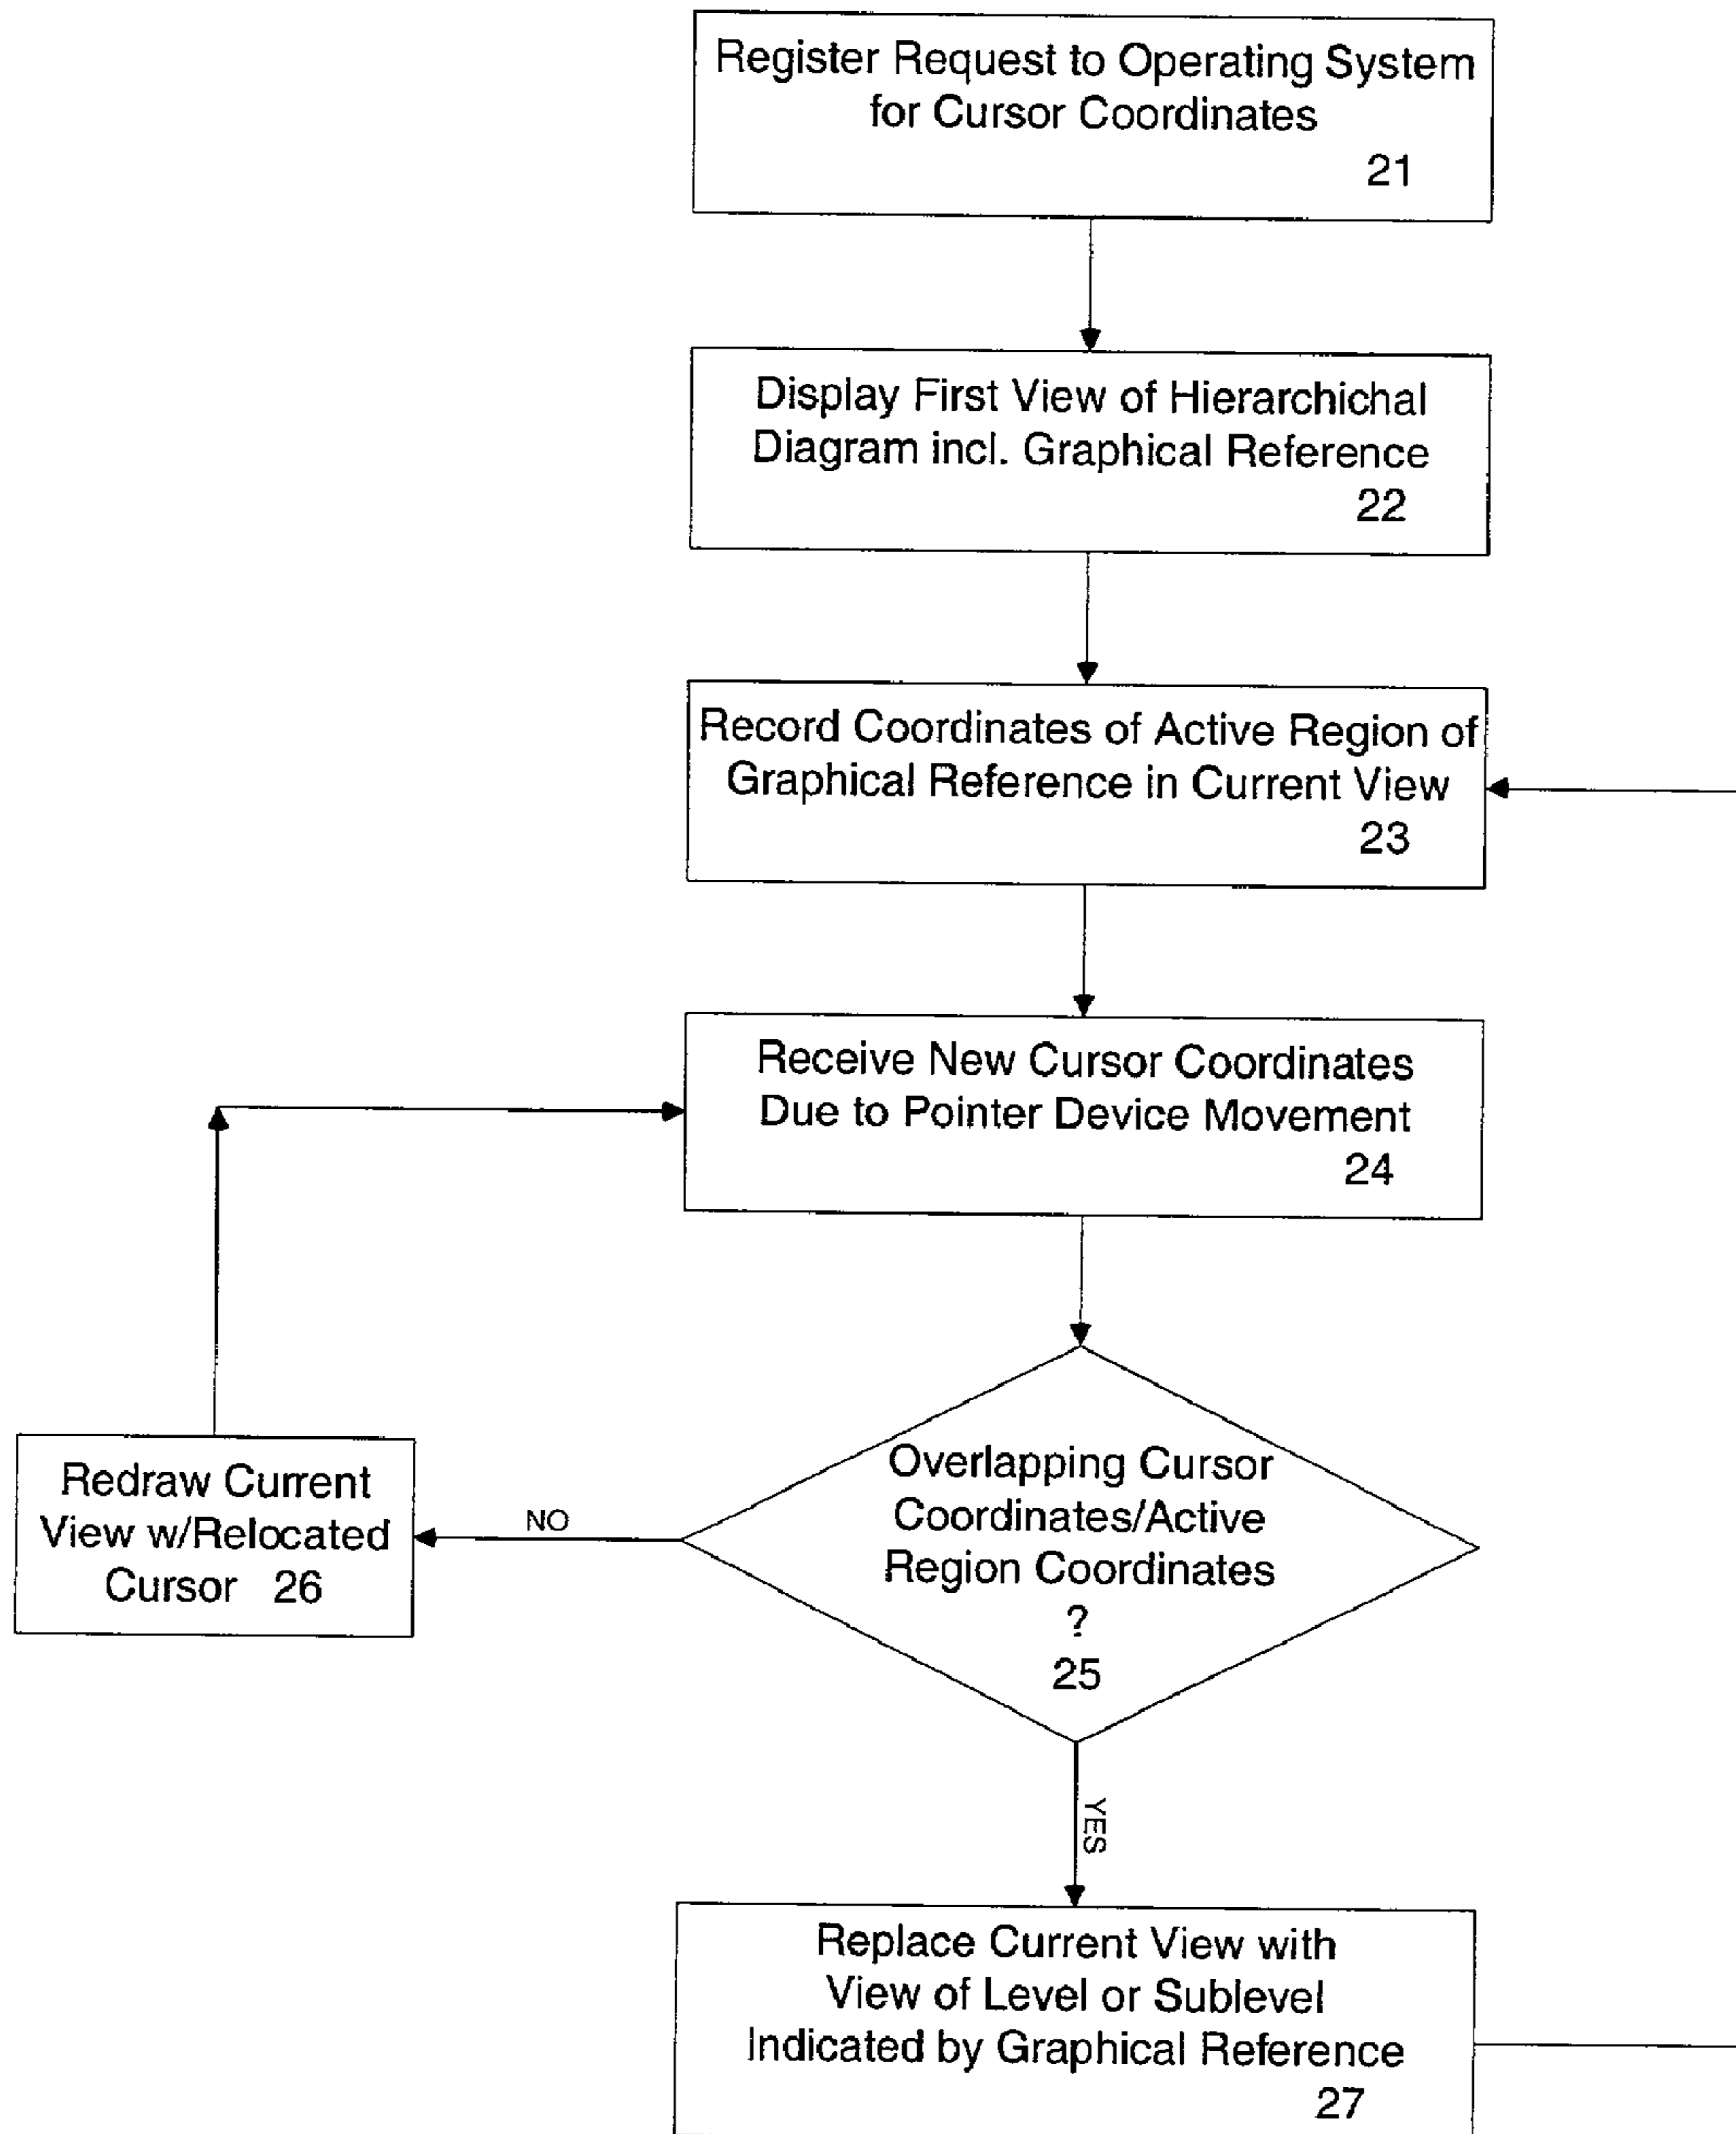 Register Request to Operating System
for Cursor Coordinates
21
Display First View of Hierarchichal
Diagram incl. Graphical Reference
22
Record Coordinates of Active Region of
Graphical Reference in Current View
23
Receive New Cursor Coordinates
Due to Pointer Device Movement
24
Overlapping Cursor
Coordinates/Active
Region Coordinates
?
25
NO
Redraw Current
View w/Relocated
Cursor 26
YES
Replace Current View with
View of Level or Sublevel
Indicated by Graphical Reference
27